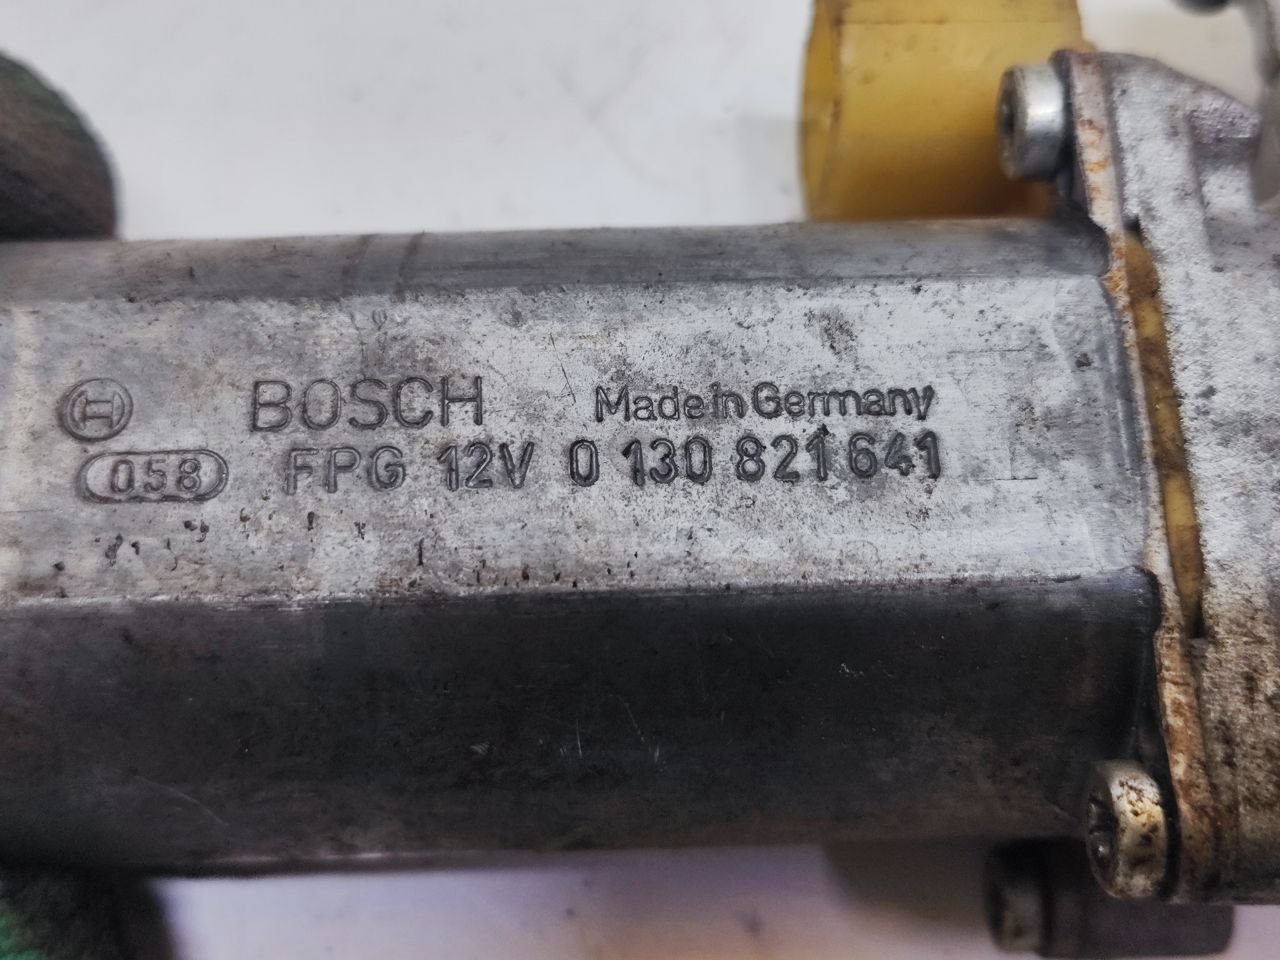 BOSCH Made in Germany
058 FPG 12V 0 130 821 641